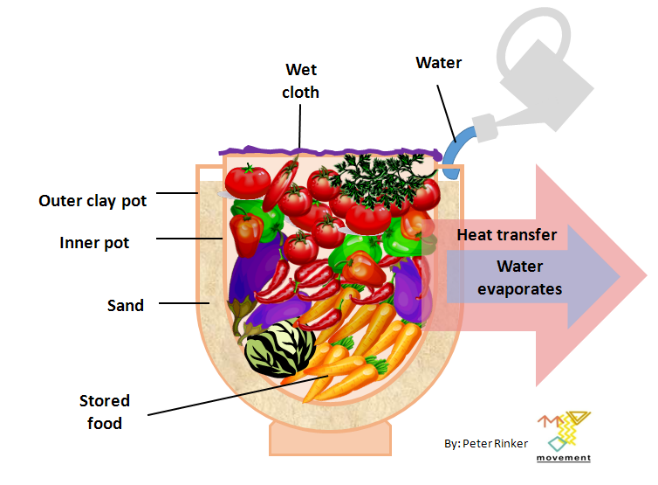 Water
Wet
cloth
Outer clay pot
Inner pot
Heat transfer
Water
evaporates
Sand
Stored
food
By: Peter Rinker
movement